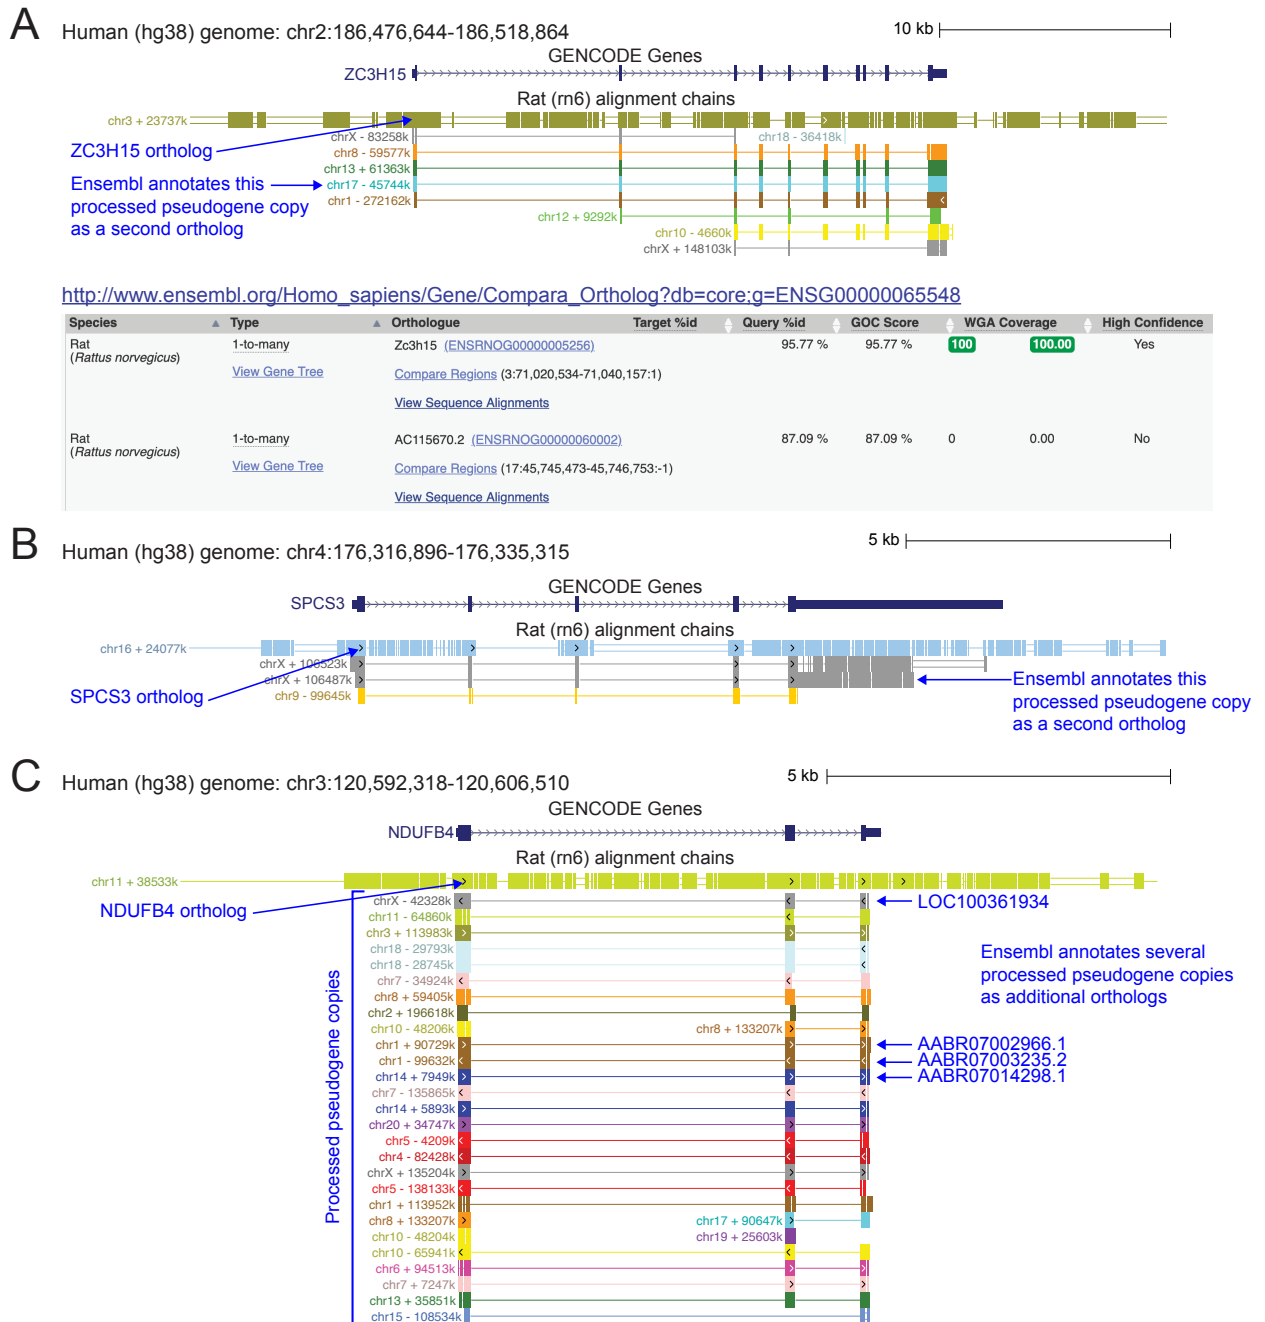 A
Human (hg38) genome: chr2:186,476,644-186,518,864
10 kb
GENCODE Genes
ZC3H15
Rat (rn6) alignment chains
chr3 + 23737k
chrX - 83258k
chr18 - 36418k
ZC3H15 ortholog
chr8 - 59577k
chr13 + 61363k
Ensembl annotates this
processed pseudogene copy
as a second ortholog
chr17 - 45744k
chr1 - 272162k
chr12 + 9292k
chr10 - 4660k
chrX + 148103k
http://www.ensembl.org/Homo_sapiens/Gene/Compara_Ortholog?db=core;g=ENSG00000065548
Species Type Orthologue Target %id Query %id GOC Score WGA Coverage High Confidence
Rat 1-to-many Zc3h15 (ENSRNOG00000005256) 95.77 % 95.77 % 100 100.00 Yes
(Rattus norvegicus)
View Gene Tree Compare Regions (3:71,020,534-71,040,157:1)
View Sequence Alignments
Rat 1-to-many AC115670.2 (ENSRNOG00000060002) 87.09 % 87.09 % 0 0.00 No
(Rattus norvegicus)
View Gene Tree Compare Regions (17:45,745,473-45,746,753:-1)
View Sequence Alignments
B
Human (hg38) genome: chr4:176,316,896-176,335,315
5 kb
GENCODE Genes
SPCS3
Rat (rn6) alignment chains
chr16 + 24077k
chrX + 106523k
chrX + 106487k
chr9 - 99645k
SPCS3 ortholog
Ensembl annotates this
processed pseudogene copy
as a second ortholog
C
Human (hg38) genome: chr3:120,592,318-120,606,510
5 kb
GENCODE Genes
NDUFB4
Rat (rn6) alignment chains
chr11 + 38533k
NDUFB4 ortholog
Processed pseudogene copies
chrX - 42328k
LOC100361934
chr11 - 64860k
chr3 + 113983k
chr18 - 29793k
chr18 - 28745k
Ensembl annotates several
processed pseudogene copies
as additional orthologs
chr7 - 34924k
chr8 + 59405k
chr2 + 196618k
chr10 - 48206k
chr8 + 133207k
chr1 + 90729k
AABR07002966.1
chr1 - 99632k
AABR07003235.2
chr14 + 7949k
AABR07014298.1
chr7 - 135865k
chr14 + 5893k
chr20 + 34747k
chr5 - 4209k
chr4 - 82428k
chrX + 135204k
chr5 - 138133k
chr1 + 113952k
chr8 + 133207k
chr17 + 90647k
chr10 - 48204k
chr19 + 25603k
chr10 - 65941k
chr6 + 94513k
chr7 + 7247k
chr13 + 35851k
chr15 - 108534k